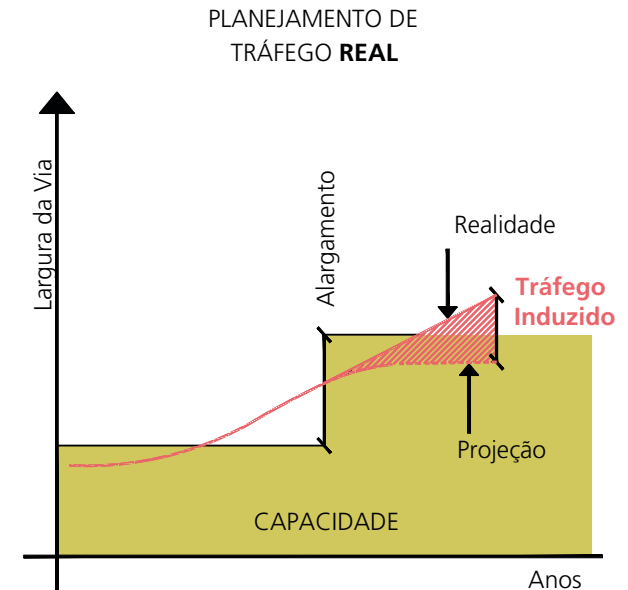 PLANEJAMENTO DE
TRÁFEGO REAL
Largura da Via
Alargamento
Realidade
Tráfego
Induzido
Projeção
CAPACIDADE
Anos